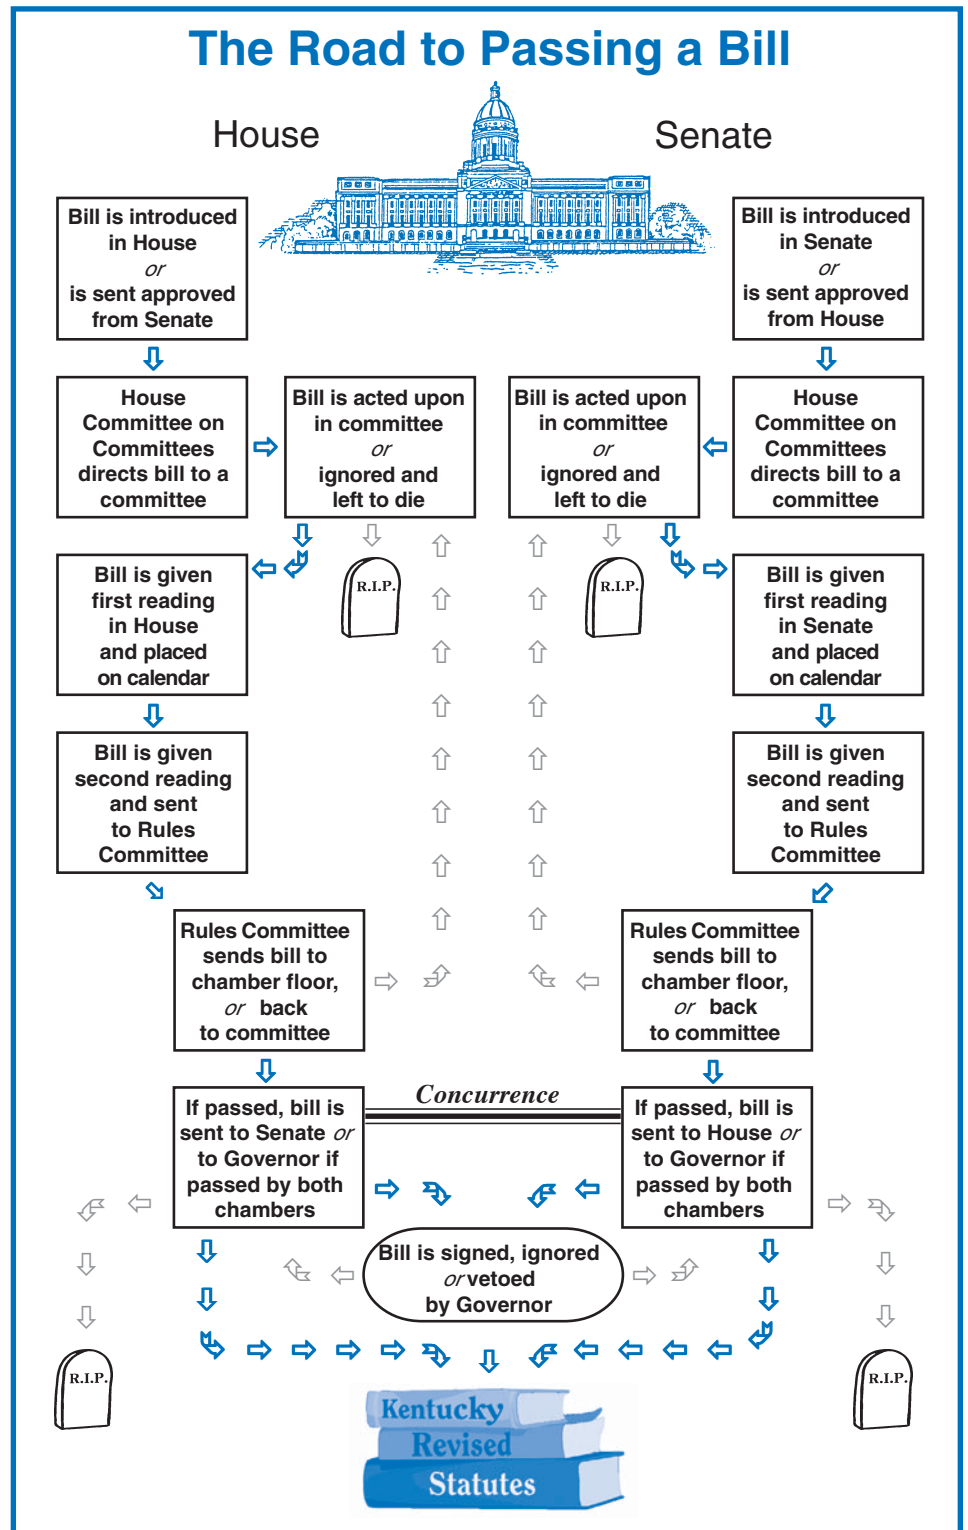 The Road to Passing a Bill
House
Senate
Bill is introduced
in House
or
is sent approved
from Senate
Bill is introduced
in Senate
or
is sent approved
from House
House
Committee on
Committees
directs bill to a
committee
Bill is acted upon
in committee
or
ignored and
left to die
Bill is acted upon
in committee
or
ignored and
left to die
House
Committee on
Committees
directs bill to a
committee
R.I.P.
R.I.P.
Bill is given
first reading
in House
and placed
on calendar
Bill is given
first reading
in Senate
and placed
on calendar
Bill is given
second reading
and sent
to Rules
Committee
Bill is given
second reading
and sent
to Rules
Committee
Rules Committee
sends bill to
chamber floor,
or back
to committee
Rules Committee
sends bill to
chamber floor,
or back
to committee
If passed, bill is
sent to Senate or
to Governor if
passed by both
chambers
Concurrence
If passed, bill is
sent to House or
to Governor if
passed by both
chambers
Bill is signed, ignored
or vetoed
by Governor
R.I.P.
R.I.P.
Kentucky
Revised
Statutes